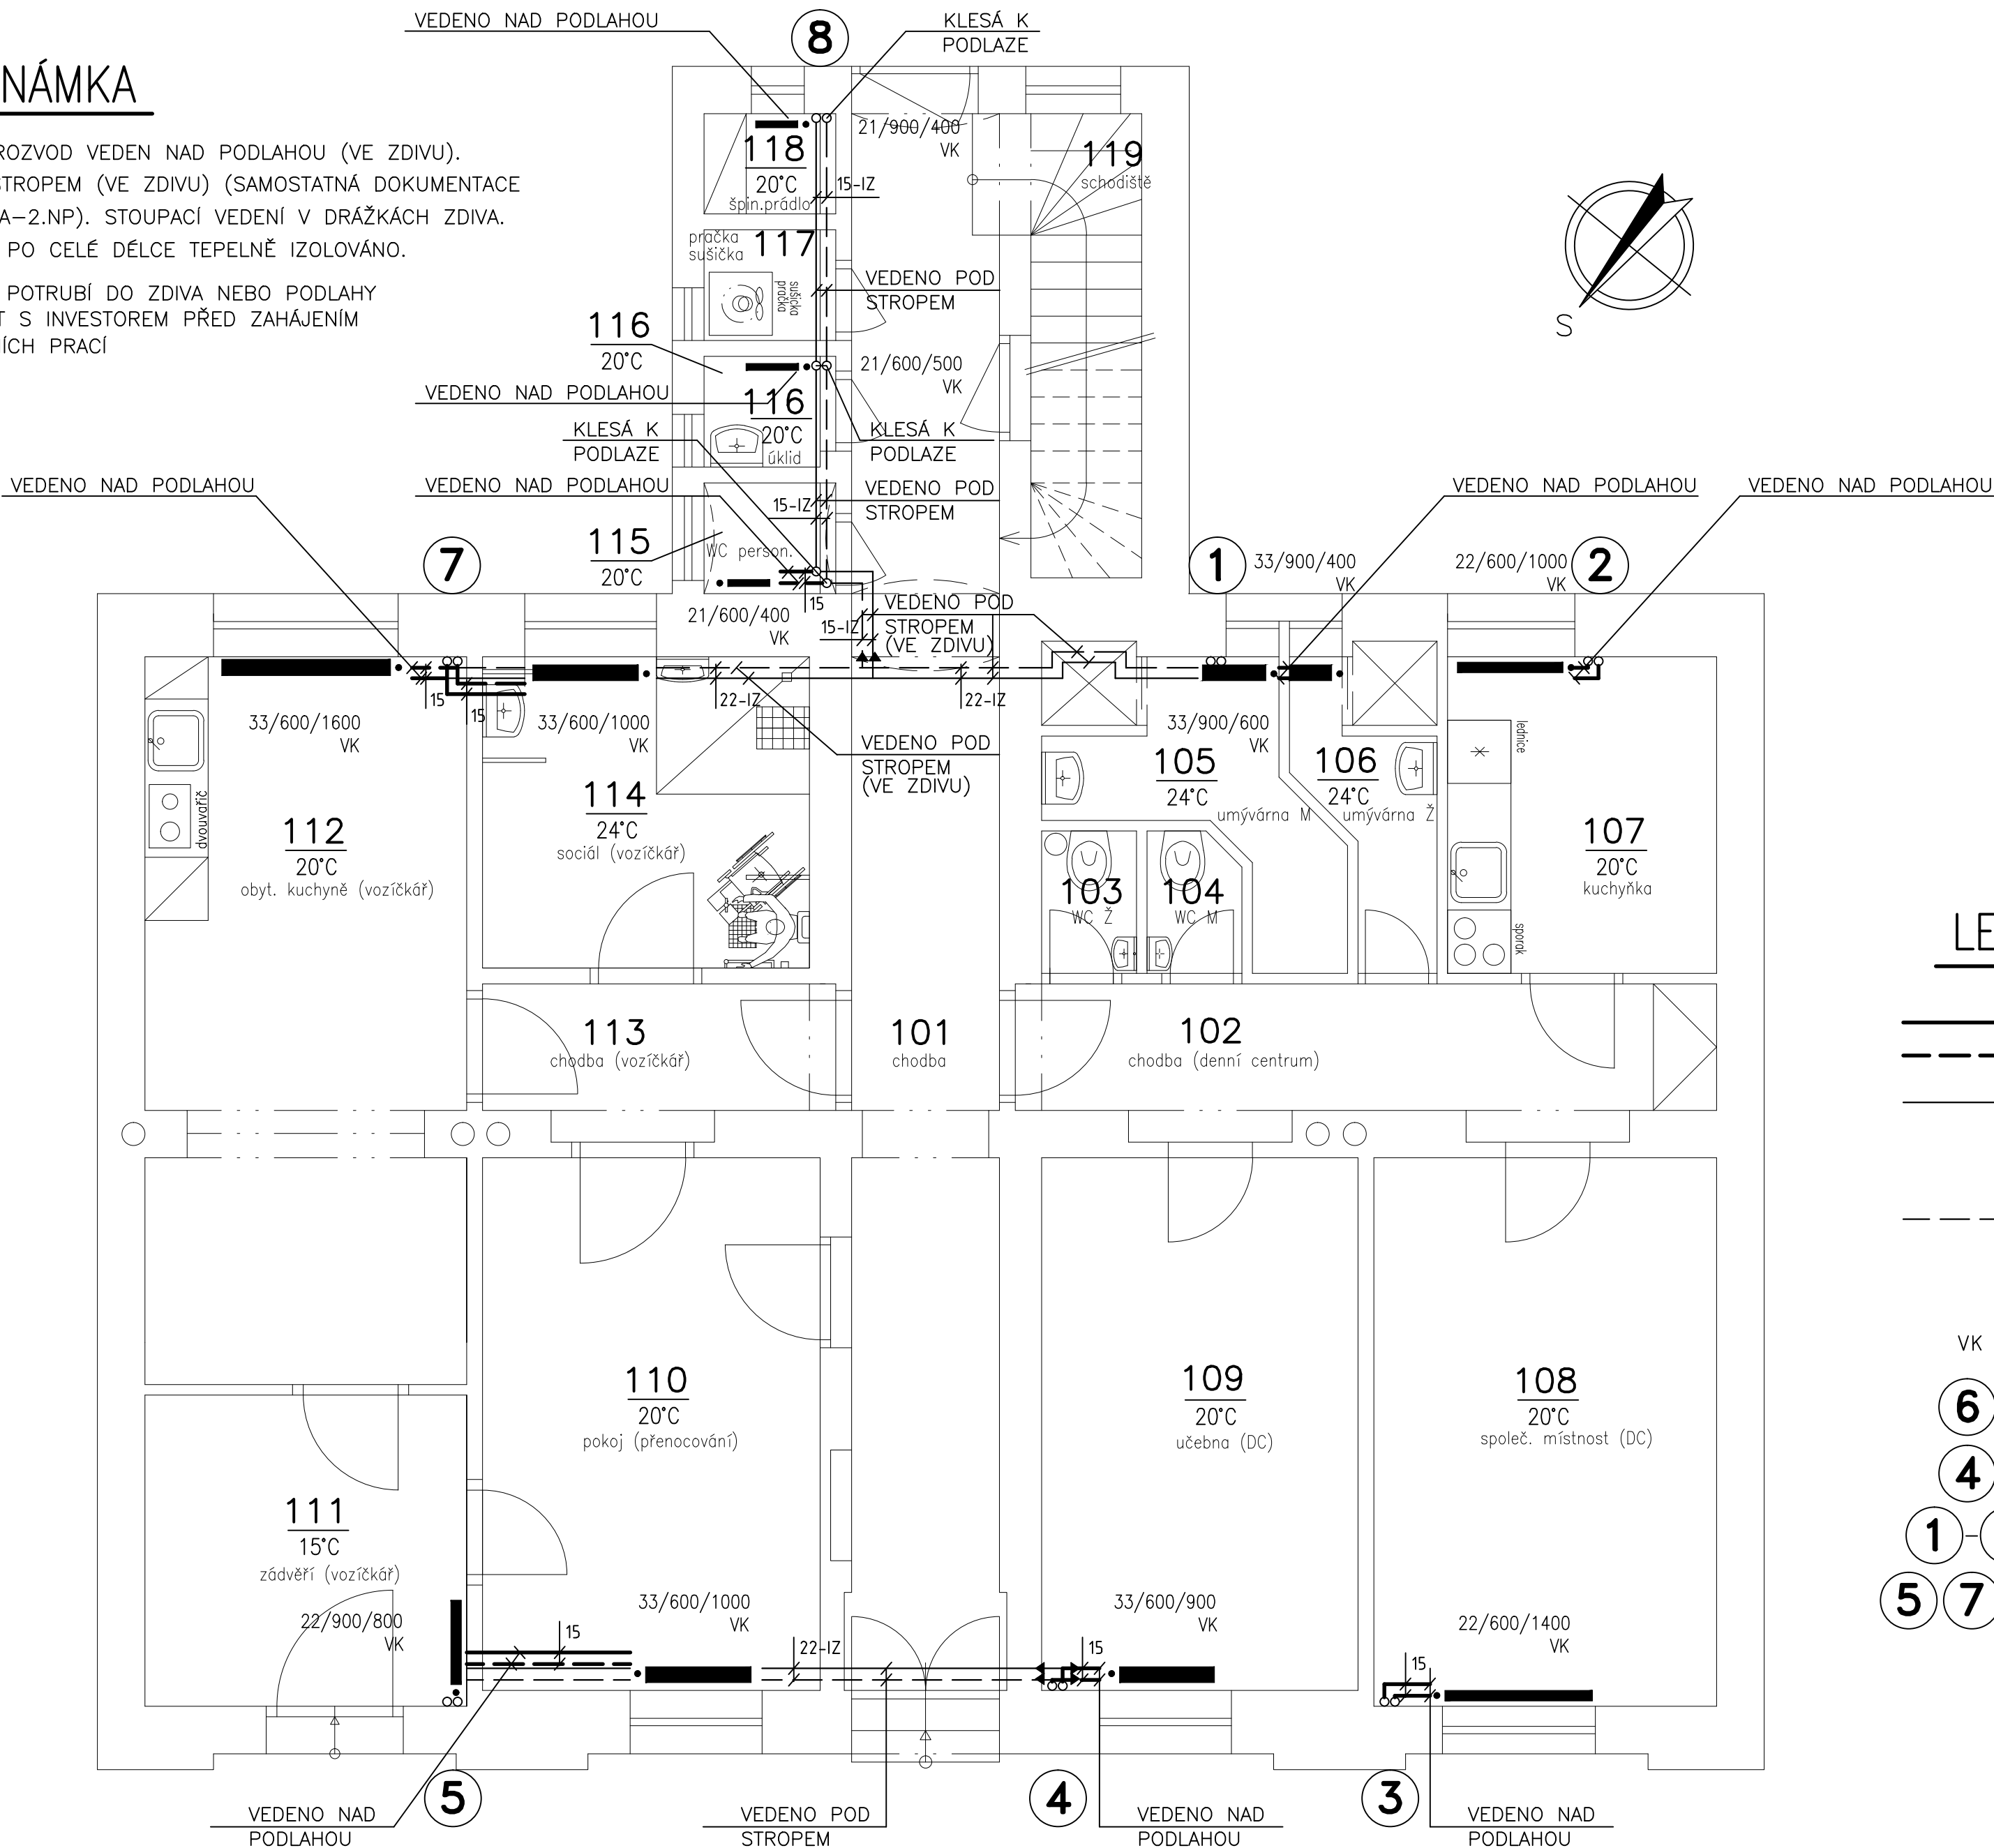 VEDENO NAD PODLAHOU
8
KLESÁ K
PODLAZE
NÁMKA
ROZVOD VEDEN NAD PODLAHOU (VE ZDIVU).
STROPEM (VE ZDIVU) (SAMOSTATNÁ DOKUMENTACE
A-2.NP). STOUPACÍ VEDENÍ V DRÁŽKÁCH ZDIVA.
PO CELÉ DÉLCE TEPELNĚ IZOLOVÁNO.
POTRUBÍ DO ZDIVA NEBO PODLAHY
T S INVESTOREM PŘED ZAHÁJENÍM
NÍCH PRACÍ
21/900/400
VK
118
20°C
špin.prádlo
15-IZ
119
schodiště
S
pračka
sušička
117
sušička
pračka
VEDENO POD
STROPEM
116
20°C
21/600/500
VK
VEDENO NAD PODLAHOU
116
20°C
úklid
KLESÁ K
PODLAZE
KLESÁ K
PODLAZE
VEDENO NAD PODLAHOU
VEDENO NAD PODLAHOU
VEDENO POD
STROPEM
15-IZ
VEDENO NAD PODLAHOU
VEDENO NAD PODLAHOU
115
20°C
WC person.
7
1
33/900/400
VK
22/600/1000
VK
2
21/600/400
VK
15
15-IZ
VEDENO POD
STROPEM
(VE ZDIVU)
15
15
22-IZ
22-IZ
33/600/1600
VK
33/600/1000
VK
33/900/600
VK
VEDENO POD
STROPEM
(VE ZDIVU)
lednice
dvouvařič
112
20°C
obyt. kuchyně (vozíčkář)
114
24°C
sociál (vozíčkář)
105
24°C
umývárna M
106
24°C
umývárna Ž
107
20°C
kuchyňka
103
WC Ž
104
WC M
sporak
LE
113
chodba (vozíčkář)
101
chodba
102
chodba (denní centrum)
110
20°C
pokoj (přenocování)
109
20°C
učebna (DC)
108
20°C
společ. místnost (DC)
VK
6
4
1
-
5
7
111
15°C
zádvěří (vozíčkář)
22/900/800
VK
15
33/600/1000
VK
22-IZ
15
33/600/900
VK
15
22/600/1400
VK
5
4
3
VEDENO NAD
PODLAHOU
VEDENO POD
STROPEM
VEDENO NAD
PODLAHOU
VEDENO NAD
PODLAHOU